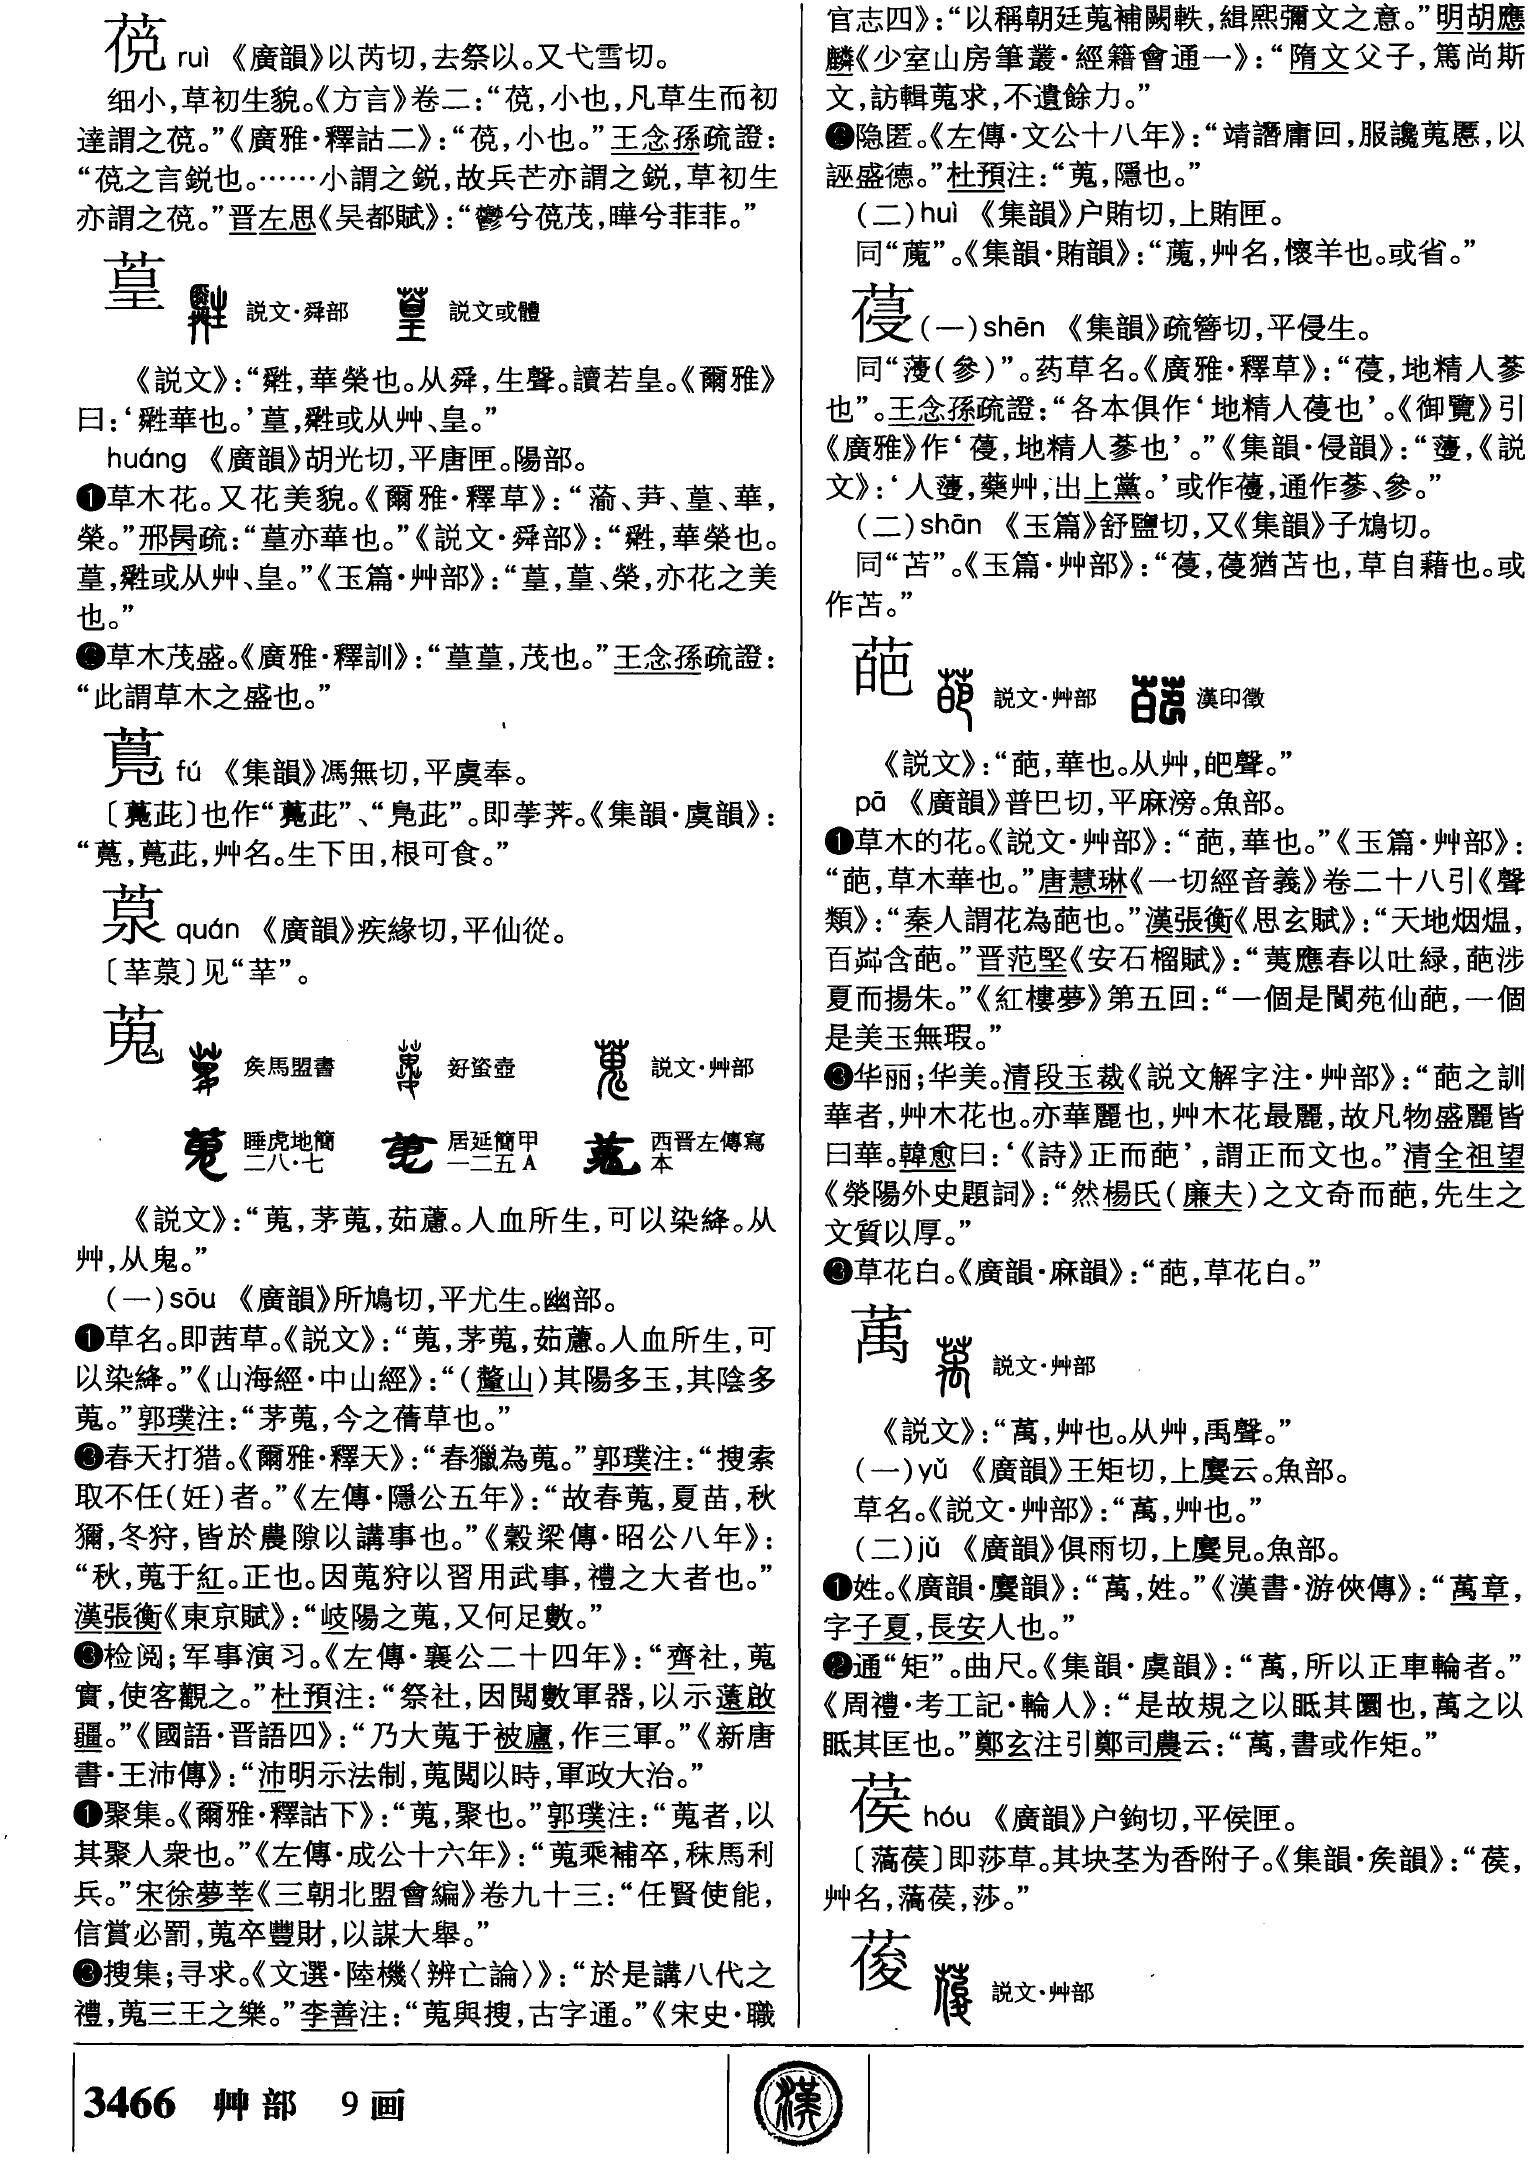 䓲 ruì 《廣韻》以芮切,去祭以。又弋雪切。
细小,草初生貌。《方言》卷二:“䓲,小也,凡草生而初
達謂之䓲。”《廣雅·釋詁二》:“䓲,小也。”王念孫疏證:
“䓲之言鋭也。……小謂之鋭,故兵芒亦謂之鋭,草初生
亦謂之䓲。”晋左思《吴都賦》:“鬱兮䓲茂,曄兮菲菲。”
葟 説文·舜部 説文或體
《説文》:“䑞,華榮也。从舜,生聲。讀若皇。《爾雅》
曰:‘䑞華也。’葟,䑞或从艸、皇。”
huáng 《廣韻》胡光切,平唐匣。陽部。
❶草木花。又花美貌。《爾雅·釋草》:“蕍、芛、葟、華,
榮。”邢昺疏:“葟亦華也。”《説文·舜部》:“䑞,華榮也。
葟,䑞或从艸、皇。”《玉篇·艸部》:“葟,葟、榮,亦花之美
也。”
❷草木茂盛。《廣雅·釋訓》:“葟葟,茂也。”王念孫疏證:
“此謂草木之盛也。”
fú 《集韻》馮無切,平虞奉。
也作“ ”、“凫茈”。即荸荠。《集韻·虞韻》:
艸名。生下田,根可食。”
葲 quán 《廣韻》疾緣切,平仙從。
〔葲〕见“ ”。
蒐 矦馬盟書 𧊒壺 説文·艸部
睡虎地簡 居延簡甲 西晋左傳寫
二八·七 一二五A 本
《説文》:“蒐,茅蒐,茹藘。人血所生,可以染絳。从
艸,从鬼。”
(一)sōu 《廣韻》所鳩切,平尤生。幽部。
❶草名。即茜草。《説文》:“蒐,茅蒐,茹藘。人血所生,可
以染絳。”《山海經·中山經》:“(釐山)其陽多玉,其陰多
蒐。”郭璞注:“茅蒐,今之蒨草也。”
❷春天打猎。《爾雅·釋天》:“春獵為蒐。”郭璞注:“搜索
取不任(妊)者。”《左傳·隱公五年》:“故春蒐,夏苗,秋
獮,冬狩,皆於農隙以講事也。”《穀梁傳·昭公八年》:
“秋,蒐于紅。正也。因蒐狩以習用武事,禮之大者也。”
漢張衡《東京賦》:“岐陽之蒐,又何足數。”
❸检阅;军事演习。《左傳·襄公二十四年》:“齊社,蒐
實,使客觀之。”杜預注:“祭社,因閲數軍器,以示薳啟
疆。”《國語·晋語四》:“乃大蒐于被廬,作三軍。”《新唐
書·王沛傳》:“沛明示法制,蒐閲以時,軍政大治。”
❹聚集。《爾雅·釋詁下》:“蒐,聚也。”郭璞注:“蒐者,以
其聚人衆也。”《左傳·成公十六年》:“蒐乘補卒,秣馬利
兵。”宋徐夢莘《三朝北盟會編》卷九十三:“任賢使能,
信賞必罰,蒐卒豐財,以謀大舉。”
❺搜集;寻求。《文選·陸機〈辨亡論〉》:“於是講八代之
禮,蒐三王之樂。”李善注:“蒐與搜,古字通。”《宋史·職
官志四》:“以稱朝廷蒐補闕軼,緝熙彌文之意。”明胡應
麟《少室山房筆叢·經籍會通一》:“隋文父子,篤尚斯
文,訪輯蒐求,不遺餘力。”
❻隐匿。《左傳·文公十八年》:“靖譖庸回,服讒蒐慝,以
誣盛德。”杜預注:“蒐,隱也。”
(二)huì 《集韻》户賄切,上賄匣。
同“藱”。《集韻·賄韻》:“藱,艸名,懷羊也。或省。”
葠 (一)shēn 《集韻》疏簪切,平侵生。
同“薓(參)”。药草名。《廣雅·釋草》:“葠,地精人蔘
也”。王念孫疏證:“各本俱作‘地精人葠也’。《御覽》引
《廣雅》作‘葠,地精人蔘也’。”《集韻·侵韻》:“薓,《説
文》:‘人薓,藥艸,出上黨。’或作葠,通作蔘、參。”
(二)shān 《玉篇》舒鹽切,又《集韻》子鴆切。
同“苫”。《玉篇·艸部》:“葠,葠猶苫也,草自藉也。或
作苫。”
葩 説文·艸部 漢印徵
《説文》:“葩,華也。从艸,皅聲。”
pā 《廣韻》普巴切,平麻滂。魚部。
❶草木的花。《説文·艸部》:“葩,華也。”《玉篇·艸部》:
“葩,草木華也。”唐慧琳《一切經音義》卷二十八引《聲
類》:“秦人謂花為葩也。”漢張衡《思玄賦》:“天地烟煴,
百芔含葩。”晋范堅《安石榴賦》:“荑應春以吐緑,葩涉
夏而揚朱。”《紅樓夢》第五回:“一個是閬苑仙葩,一個
是美玉無瑕。”
❷华丽;华美。清段玉裁《説文解字注·艸部》:“葩之訓
華者,艸木花也。亦華麗也,艸木花最麗,故凡物盛麗皆
曰華。韓愈曰:‘《詩》正而葩’,謂正而文也。”清全祖望
《滎陽外史題詞》:“然楊氏(廉夫)之文奇而葩,先生之
文質以厚。”
❸草花白。《廣韻·麻韻》:“葩,草花白。”
萭 説文·艸部
《説文》:“萭,艸也。从艸,禹聲。”
(一)yǔ 《廣韻》王矩切,上麌云。魚部。
草名。《説文·艸部》:“萭,艸也。”
(二)jǔ 《廣韻》俱雨切,上麌見。魚部。
❶姓。《廣韻·麌韻》:“萭,姓。”《漢書·游俠傳》:“萭章,
字子夏,長安人也。”
❷通“矩”。曲尺。《集韻·虞韻》:“萭,所以正車輪者。”
《周禮·考工記·輪人》:“是故規之以眡其圜也,萭之以
眡其匡也。”鄭玄注引鄭司農云:“萭,書或作矩。”
葔 hóu 《廣韻》户鉤切,平侯匣。
〔薃葔〕即莎草。其块茎为香附子。《集韻·矦韻》:“葔,
艸名,薃葔,莎。”
葰 説文·艸部
3466 艸部 9画
漢